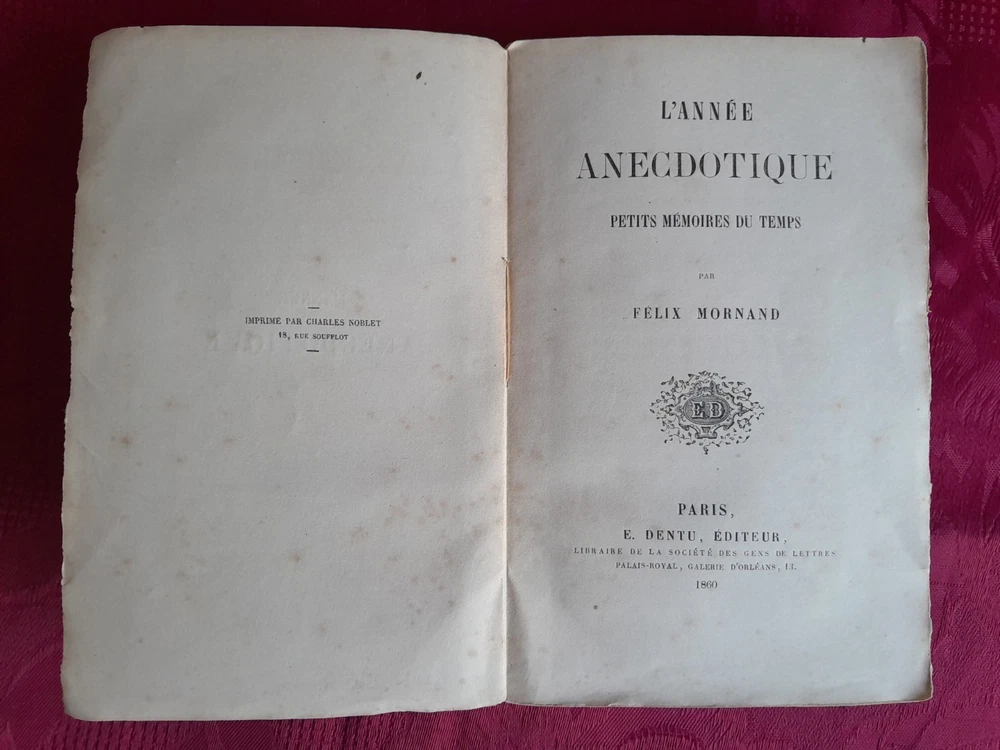 IMPRIMÉ PAR CHARLES NOBLET
18, RUE SOUFFLOT
L'ANNÉE
ANECDOTIQUE
PETITS MÉMOIRES DU TEMPS
PAR
FÉLIX MORNAND
ED
PARIS,
E. DENTU, ÉDITEUR,
LIBRAIRE DE LA SOCIÉTÉ DES GENS DE LETTRES
PALAIS-ROYAL, GALERIE D'ORLÉANS, 13.
1860